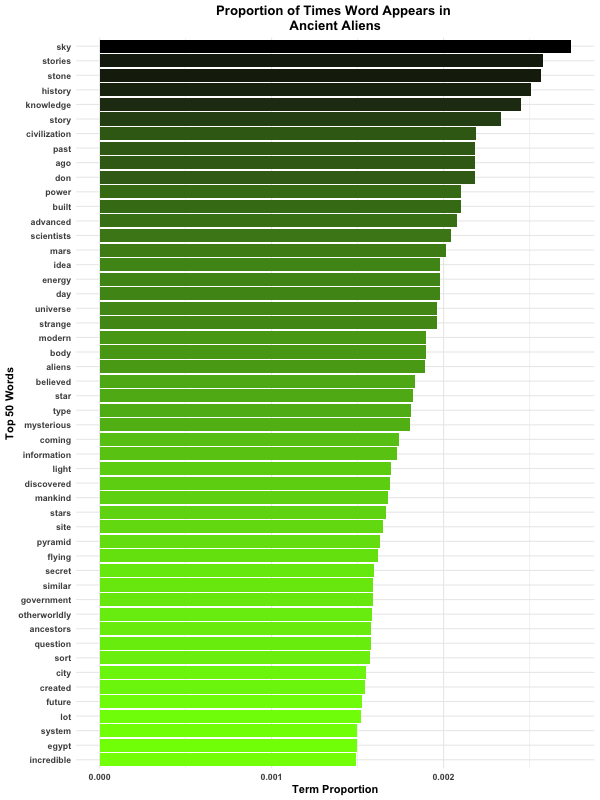 Proportion of Times Word Appears in
Ancient Aliens
Top 50 Words
sky
stories
stone
history
knowledge
story
civilization
past
ago
don
power
built
advanced
scientists
mars
idea
energy
day
universe
strange
modern
body
aliens
believed
star
type
mysterious
coming
information
light
discovered
mankind
stars
site
pyramid
flying
secret
similar
government
otherworldly
ancestors
question
sort
city
created
future
lot
system
egypt
incredible
0.000 0.001 0.002
Term Proportion